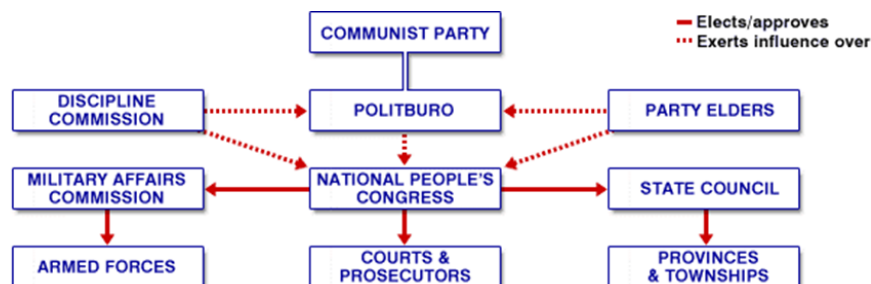 COMMUNIST PARTY
Elects/approves
Exerts influence over
DISCIPLINE
COMMISSION
POLITBURO
PARTY ELDERS
MILITARY AFFAIRS
COMMISSION
NATIONAL PEOPLE'S
CONGRESS
STATE COUNCIL
ARMED FORCES
COURTS &
PROSECUTORS
PROVINCES
& TOWNSHIPS